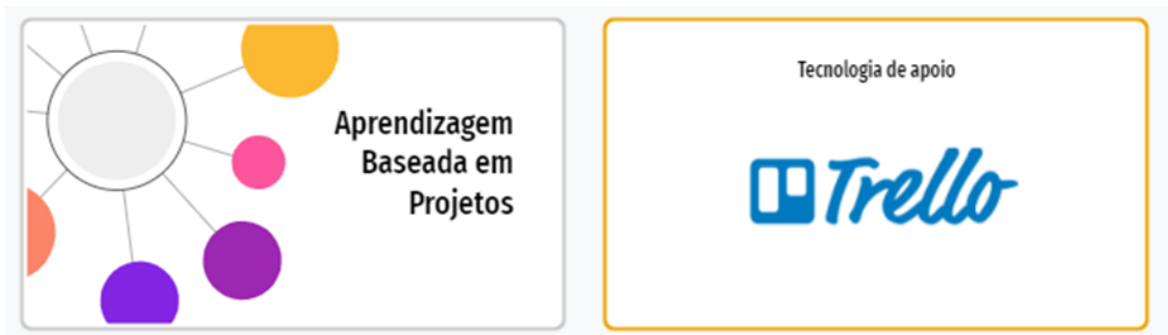 Aprendizagem
Baseada em
Projetos
Tecnologia de apoio
Trello